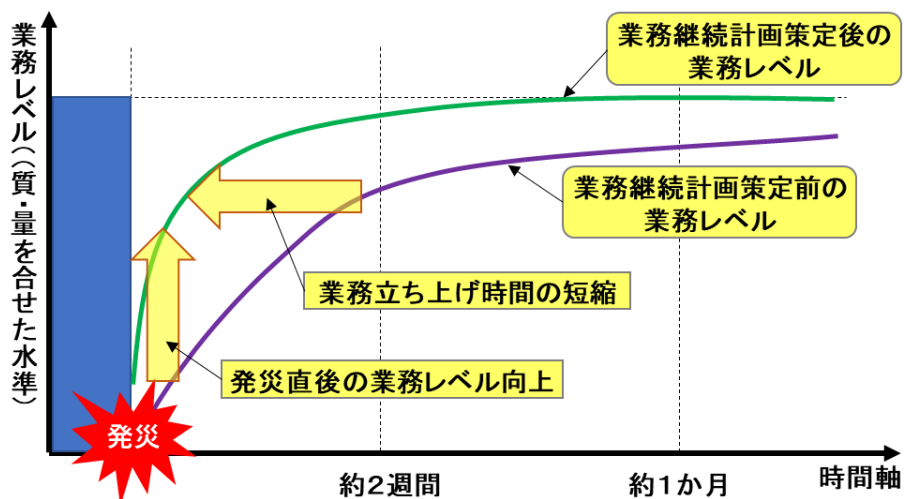 業務レベル((質・量を合せた水準)
業務継続計画策定後の
業務レベル
業務継続計画策定前の
業務レベル
業務立ち上げ時間の短縮
発災直後の業務レベル向上
発災
約2週間
約1か月
時間軸